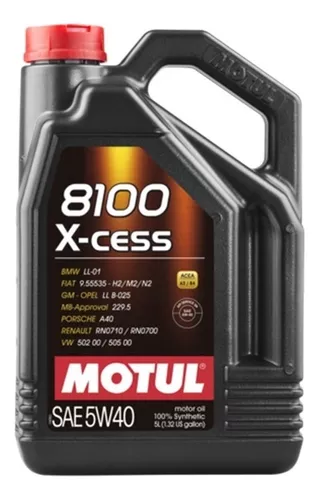 MOTUL
8100
X-cess
BMW LL-01
FIAT 9.55535 - H2/M2/N2
GM - OPEL LL B-025
MB-Approval 229.5
PORSCHE A40
RENAULT RN0710 / RN0700
VW 502 00 / 505 00
ACEA
A3 / B4
MOTUL
SAE 5W40
motor oil
100% Synthetic
5L (1.32 US gallon)